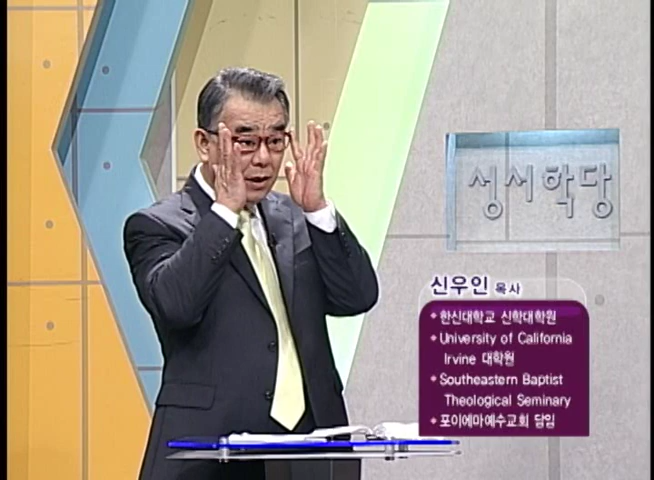 성서학당
신우인 목사
• 한신대학교 신학대학원
• University of California
Irvine 대학원
• Southeastern Baptist
Theological Seminary
• 포이에마예수교회 담임